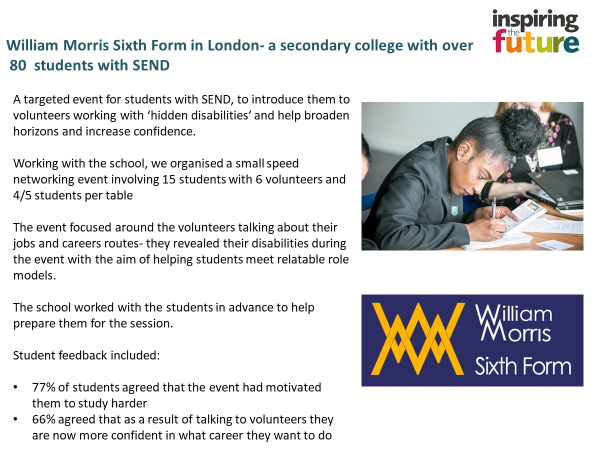 inspiring
the
future
William Morris Sixth Form in London- a secondary college with over
80 students with SEND
A targeted event for students with SEND, to introduce them to
volunteers working with ‘hidden disabilities’ and help broaden
horizons and increase confidence.
Working with the school, we organised a small speed
networking event involving 15 students with 6 volunteers and
4/5 students per table
The event focused around the volunteers talking about their
jobs and careers routes- they revealed their disabilities during
the event with the aim of helping students meet relatable role
models.
The school worked with the students in advance to help
prepare them for the session.
Student feedback included:
• 77% of students agreed that the event had motivated
them to study harder
• 66% agreed that as a result of talking to volunteers they
are now more confident in what career they want to do
William
Morris
Sixth Form